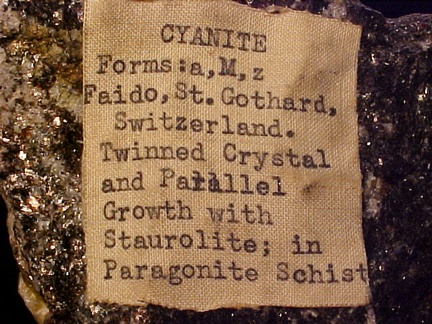 CYANITE
Forms:a,M,z
Faido,St.Gothard,
Switzerland.
Twinned Crystal
and Parallel
Growth with
Staurolite; in
Paragonite Schist